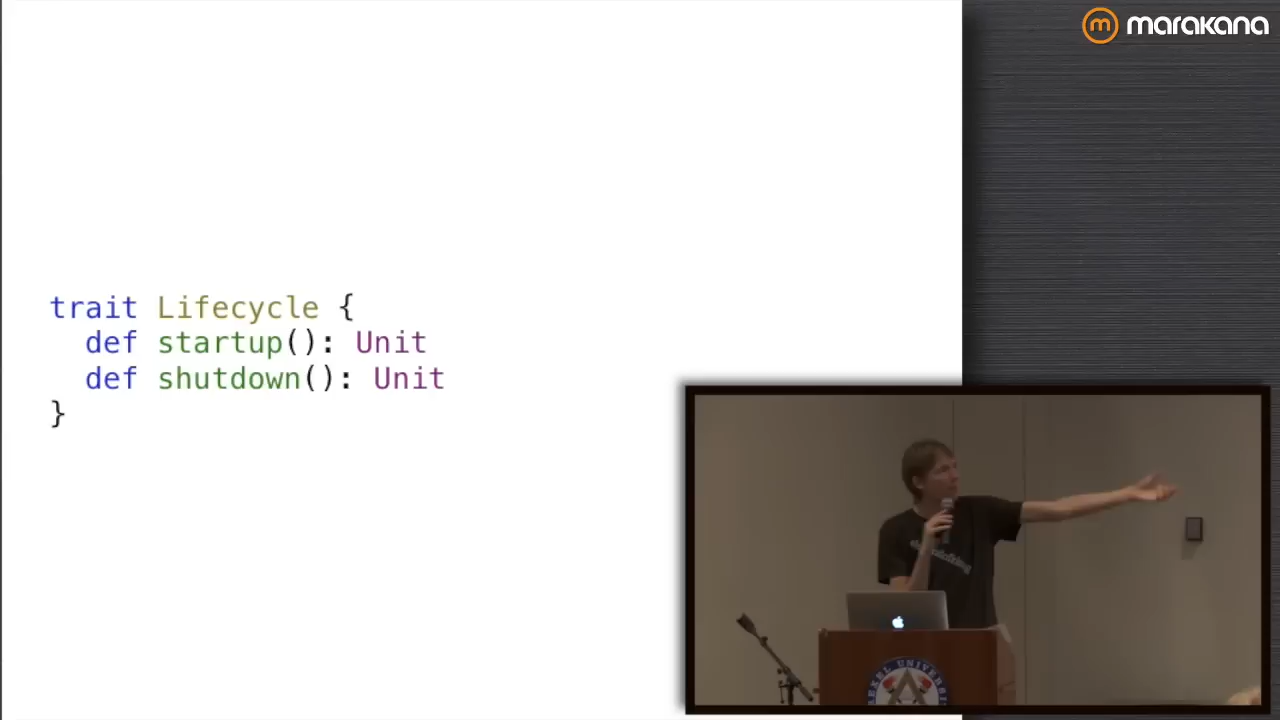 marakana
trait Lifecycle {
  def startup(): Unit
  def shutdown(): Unit
}